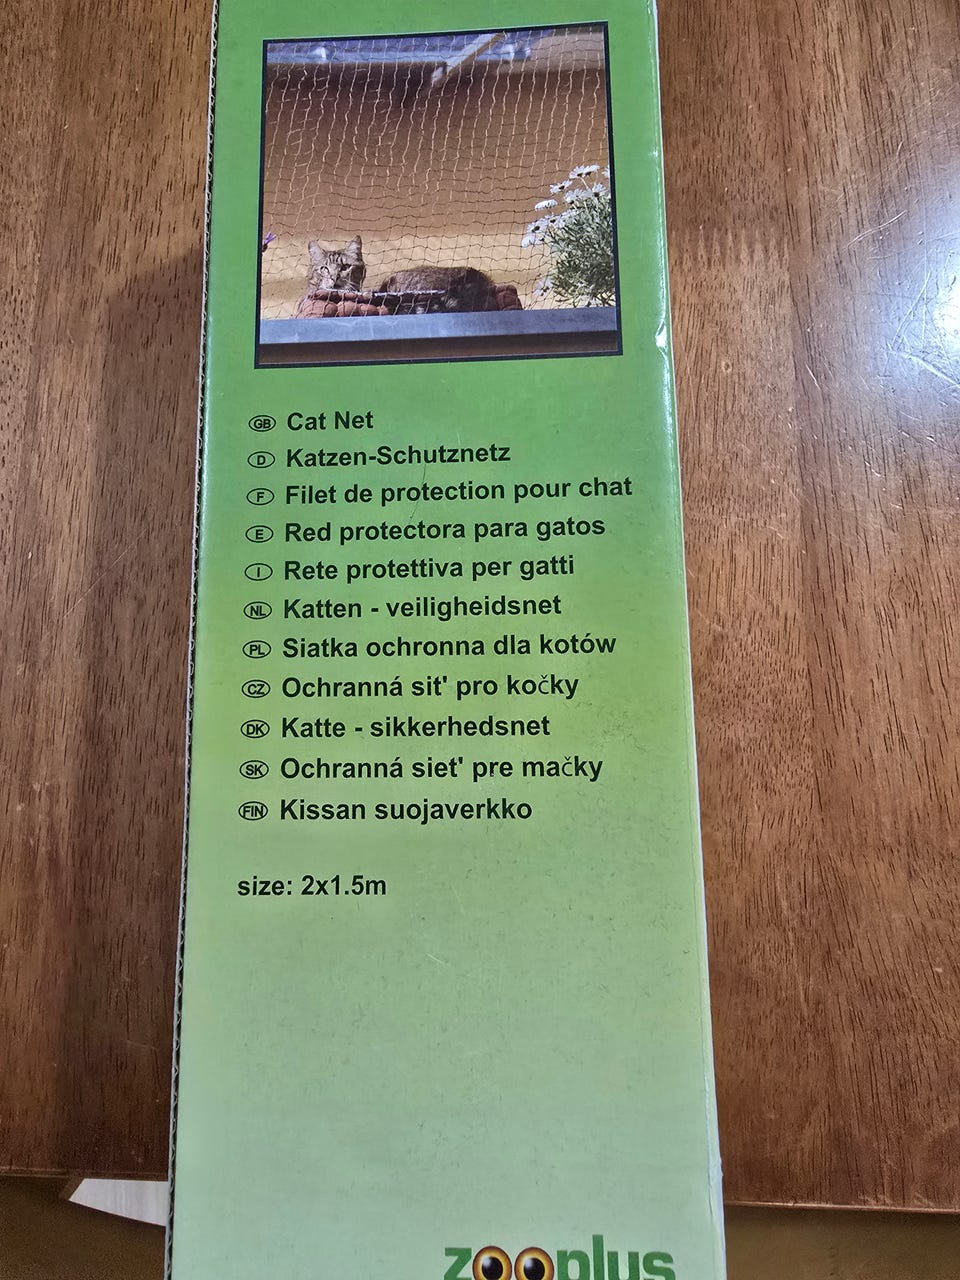 GB Cat Net
D Katzen-Schutznetz
F Filet de protection pour chat
E Red protectora para gatos
I Rete protettiva per gatti
NL Katten - veiligheidsnet
PL Siatka ochronna dla kotów
CZ Ochranná sit' pro kočky
DK Katte - sikkerhedsnet
SK Ochranná siet' pre mačky
FIN Kissan suojaverkko
size: 2x1.5m
zooplus